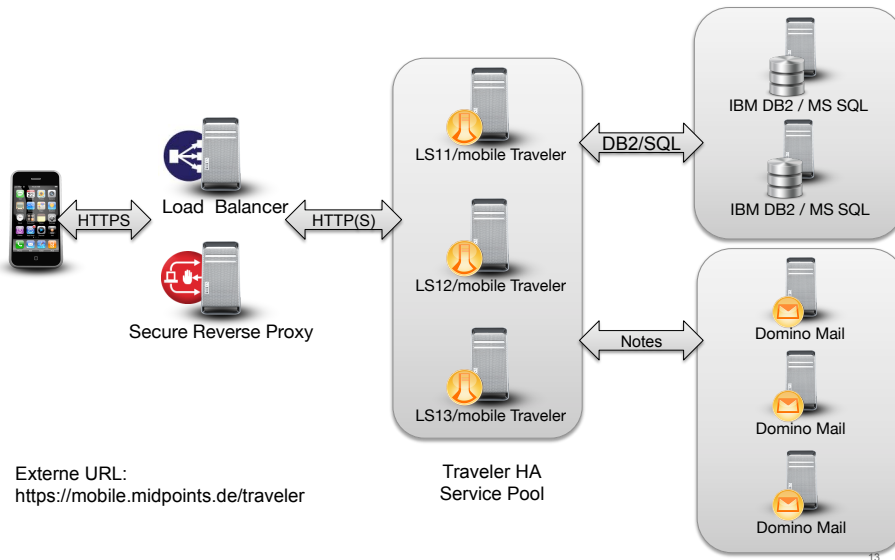 HTTPS
Load Balancer
Secure Reverse Proxy
HTTP(S)
LS11/mobile Traveler
LS12/mobile Traveler
LS13/mobile Traveler
Traveler HA
Service Pool
DB2/SQL
IBM DB2 / MS SQL
IBM DB2 / MS SQL
Notes
Domino Mail
Domino Mail
Domino Mail
Externe URL:
https://mobile.midpoints.de/traveler
13